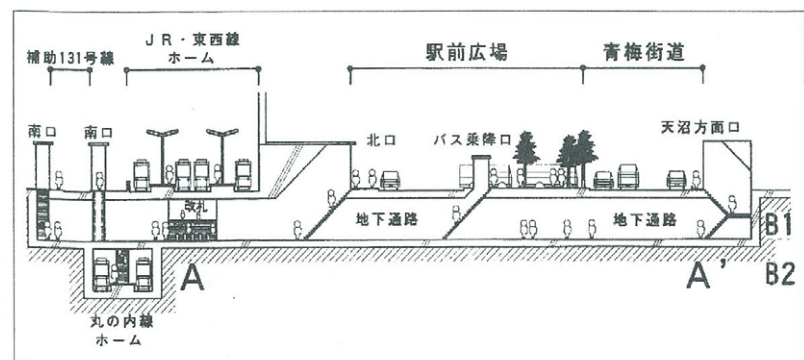 補助131号線
JR・東西線
ホーム
駅前広場
青梅街道
南口
南口
北口
バス乗降口
天沼方面口
改札
地下通路
地下通路
B1
A
A'
B2
丸の内線
ホーム